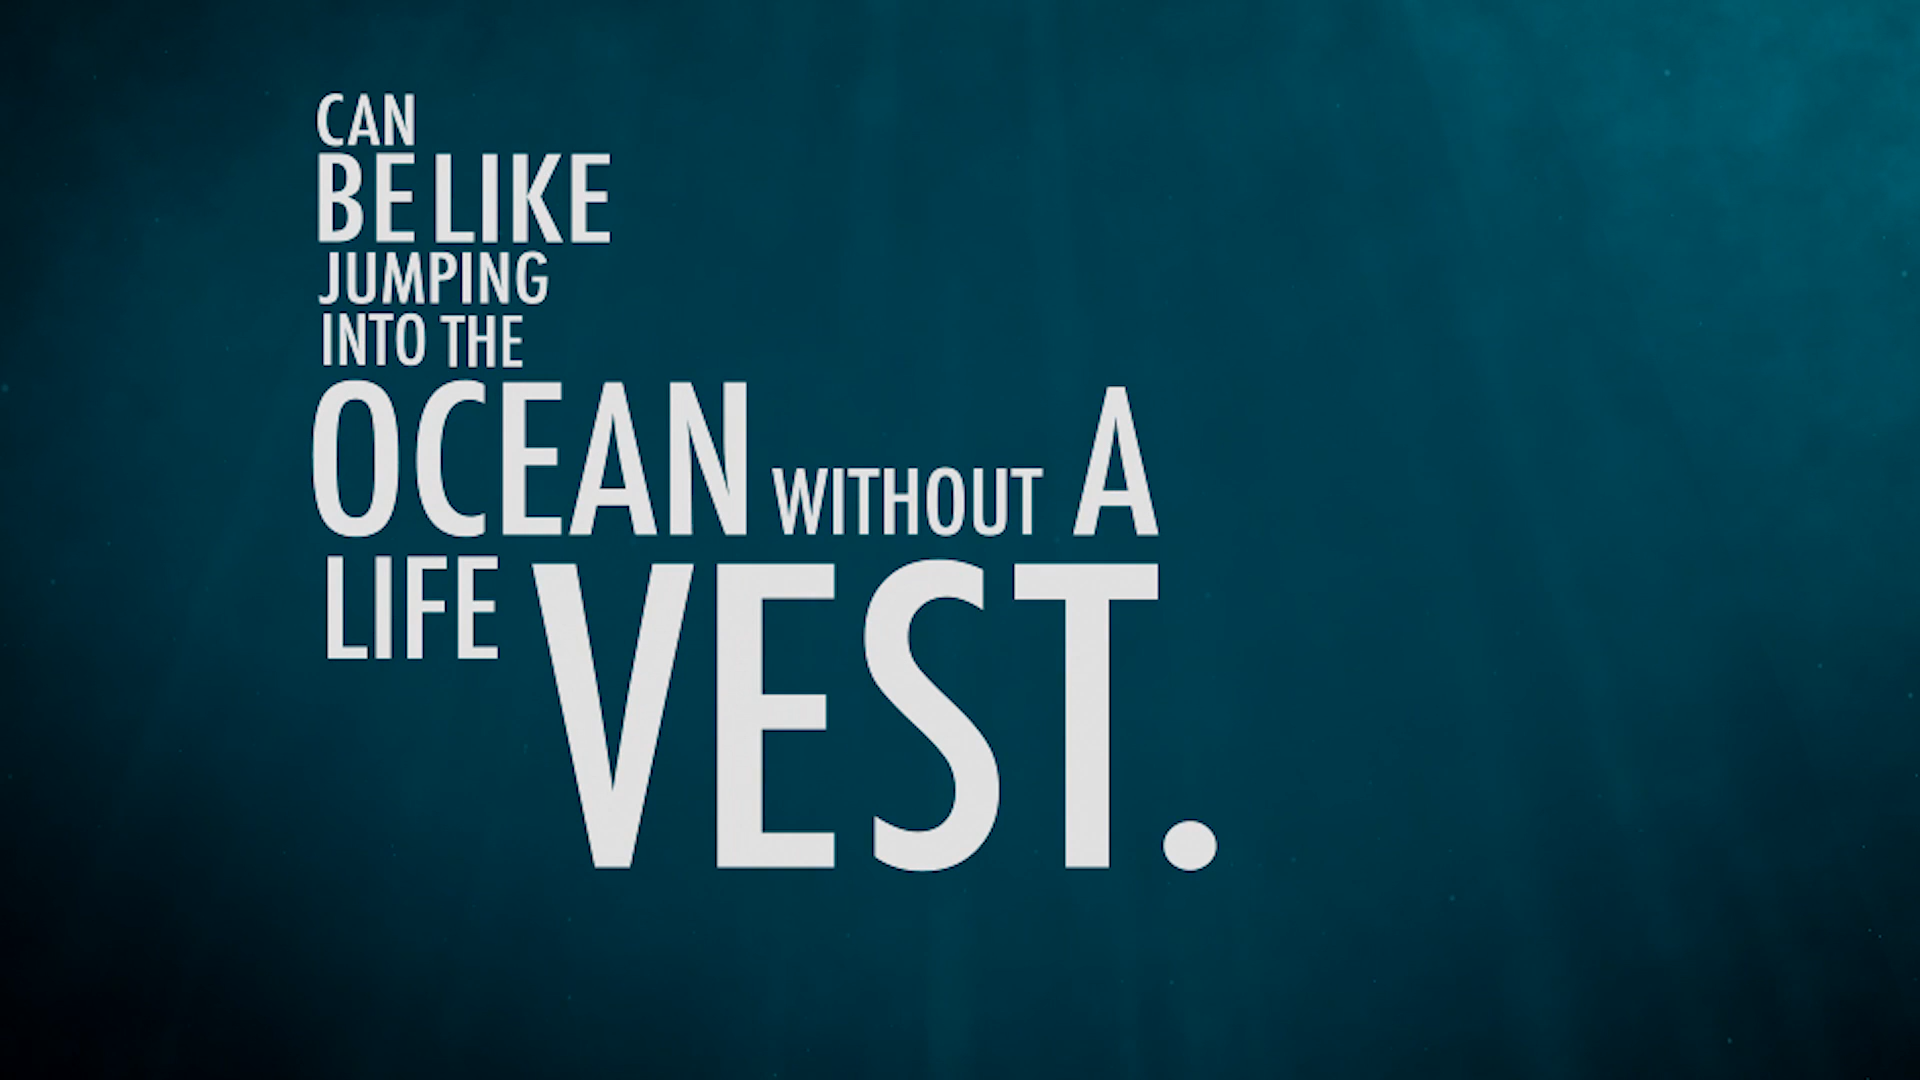 CAN
BE LIKE
JUMPING
INTO THE
OCEAN WITHOUT A
LIFE VEST.